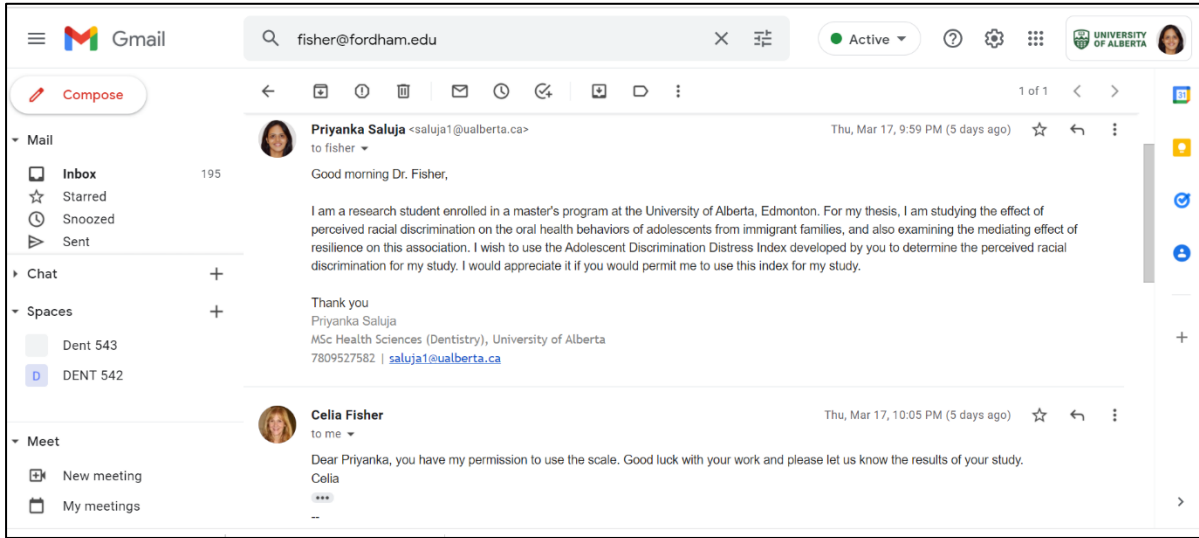 Gmail
fisher@fordham.edu
Active
UNIVERSITY
OF ALBERTA
Compose
1 of 1
31
Mail
Inbox 195
Starred
Snoozed
Sent
Chat
Spaces
Dent 543
D DENT 542
Meet
New meeting
My meetings
Priyanka Saluja <saluja1@ualberta.ca> Thu, Mar 17, 9:59 PM (5 days ago)
to fisher
Good morning Dr. Fisher,
I am a research student enrolled in a master's program at the University of Alberta, Edmonton. For my thesis, I am studying the effect of
perceived racial discrimination on the oral health behaviors of adolescents from immigrant families, and also examining the mediating effect of
resilience on this association. I wish to use the Adolescent Discrimination Distress Index developed by you to determine the perceived racial
discrimination for my study. I would appreciate it if you would permit me to use this index for my study.
Thank you
Priyanka Saluja
MSc Health Sciences (Dentistry), University of Alberta
7809527582 | saluja1@ualberta.ca
Celia Fisher Thu, Mar 17, 10:05 PM (5 days ago)
to me
Dear Priyanka, you have my permission to use the scale. Good luck with your work and please let us know the results of your study.
Celia
--